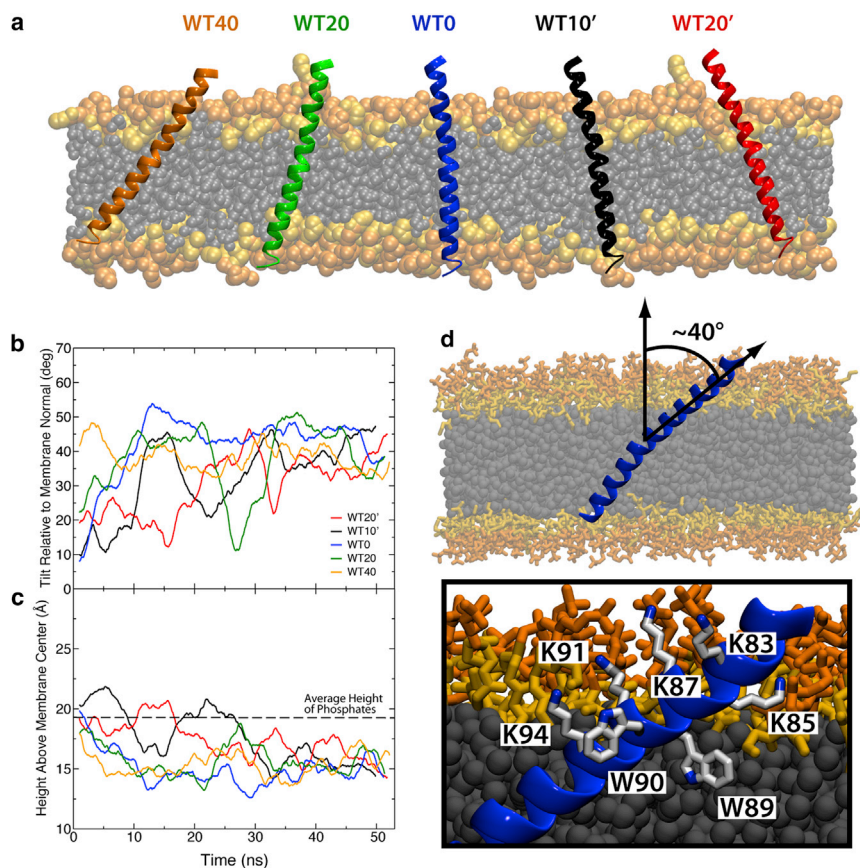 a
WT40 WT20 WT0 WT10' WT20'
b
Tilt Relative to Membrane Normal (deg)
70
60
50
40
30
20
10
0
WT20'
WT10'
WT0
WT20
WT40
c
Height Above Membrane Center (Å)
25
20
15
10
Average Height
of Phosphates
0 10 20 30 40 50
Time (ns)
d
~40°
K91
K83
K87
K94
K85
W90
W89